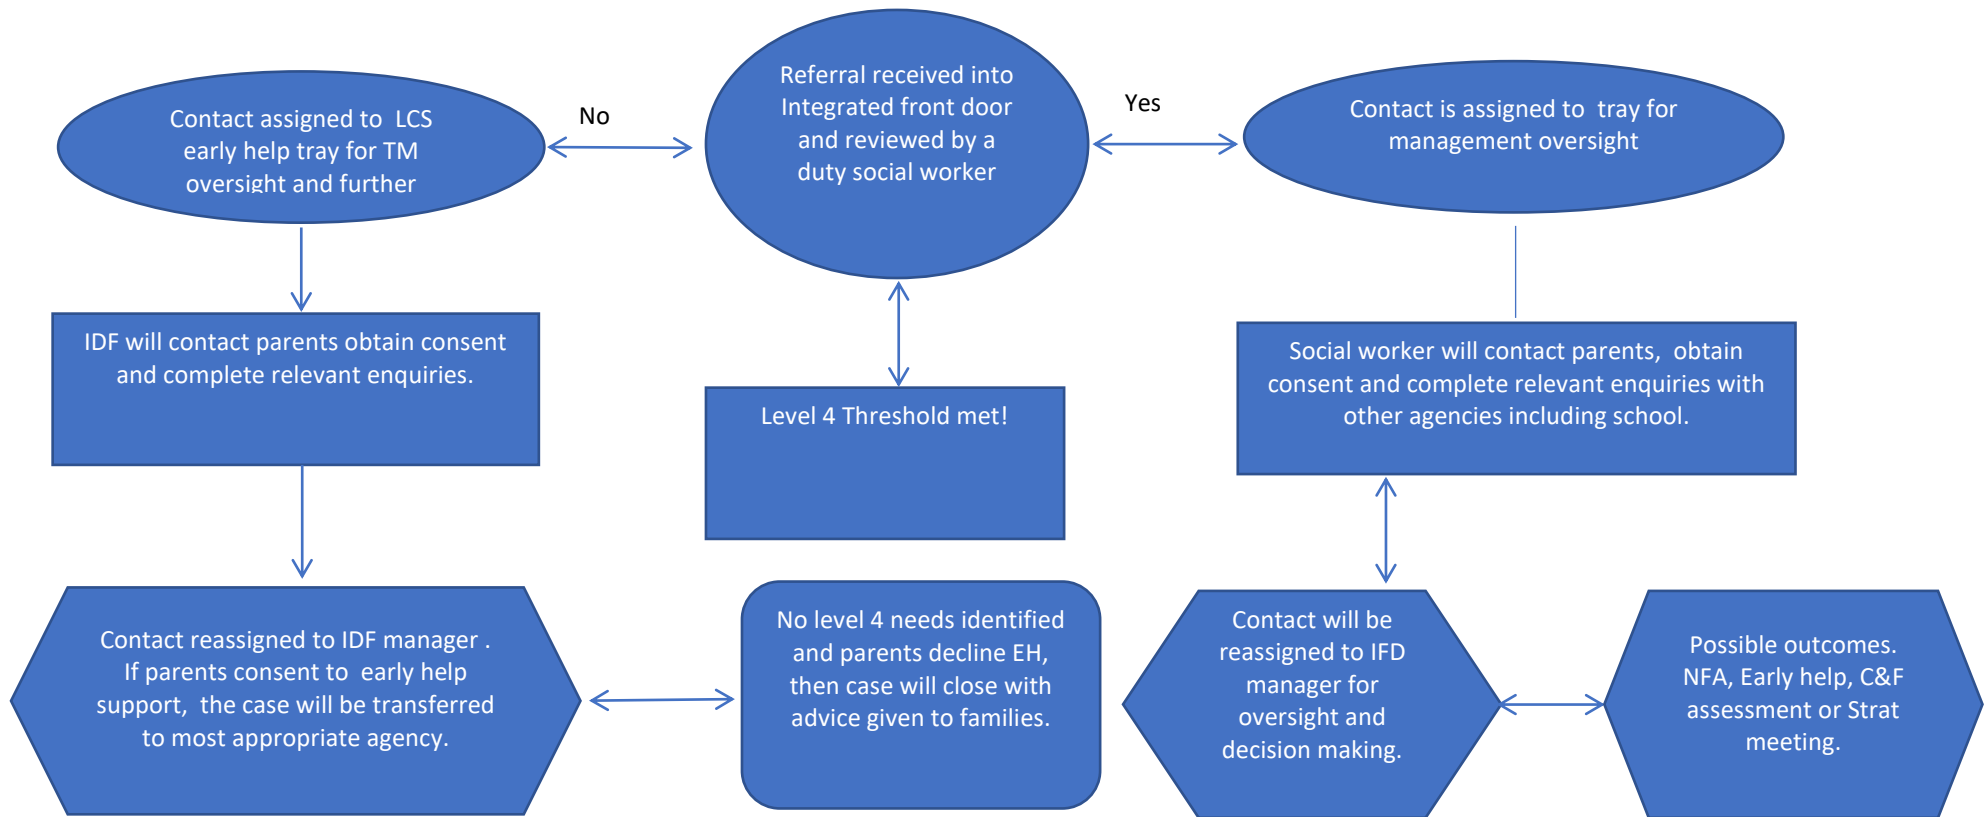 Contact assigned to LCS
early help tray for TM
oversight and further
No
Referral received into
Integrated front door
and reviewed by a
duty social worker
Yes
Contact is assigned to tray for
management oversight
IDF will contact parents obtain consent
and complete relevant enquiries.
Level 4 Threshold met!
Social worker will contact parents, obtain
consent and complete relevant enquiries with
other agencies including school.
Contact reassigned to IDF manager .
If parents consent to early help
support, the case will be transferred
to most appropriate agency.
No level 4 needs identified
and parents decline EH,
then case will close with
advice given to families.
Contact will be
reassigned to IFD
manager for
oversight and
decision making.
Possible outcomes.
NFA, Early help, C&F
assessment or Strat
meeting.